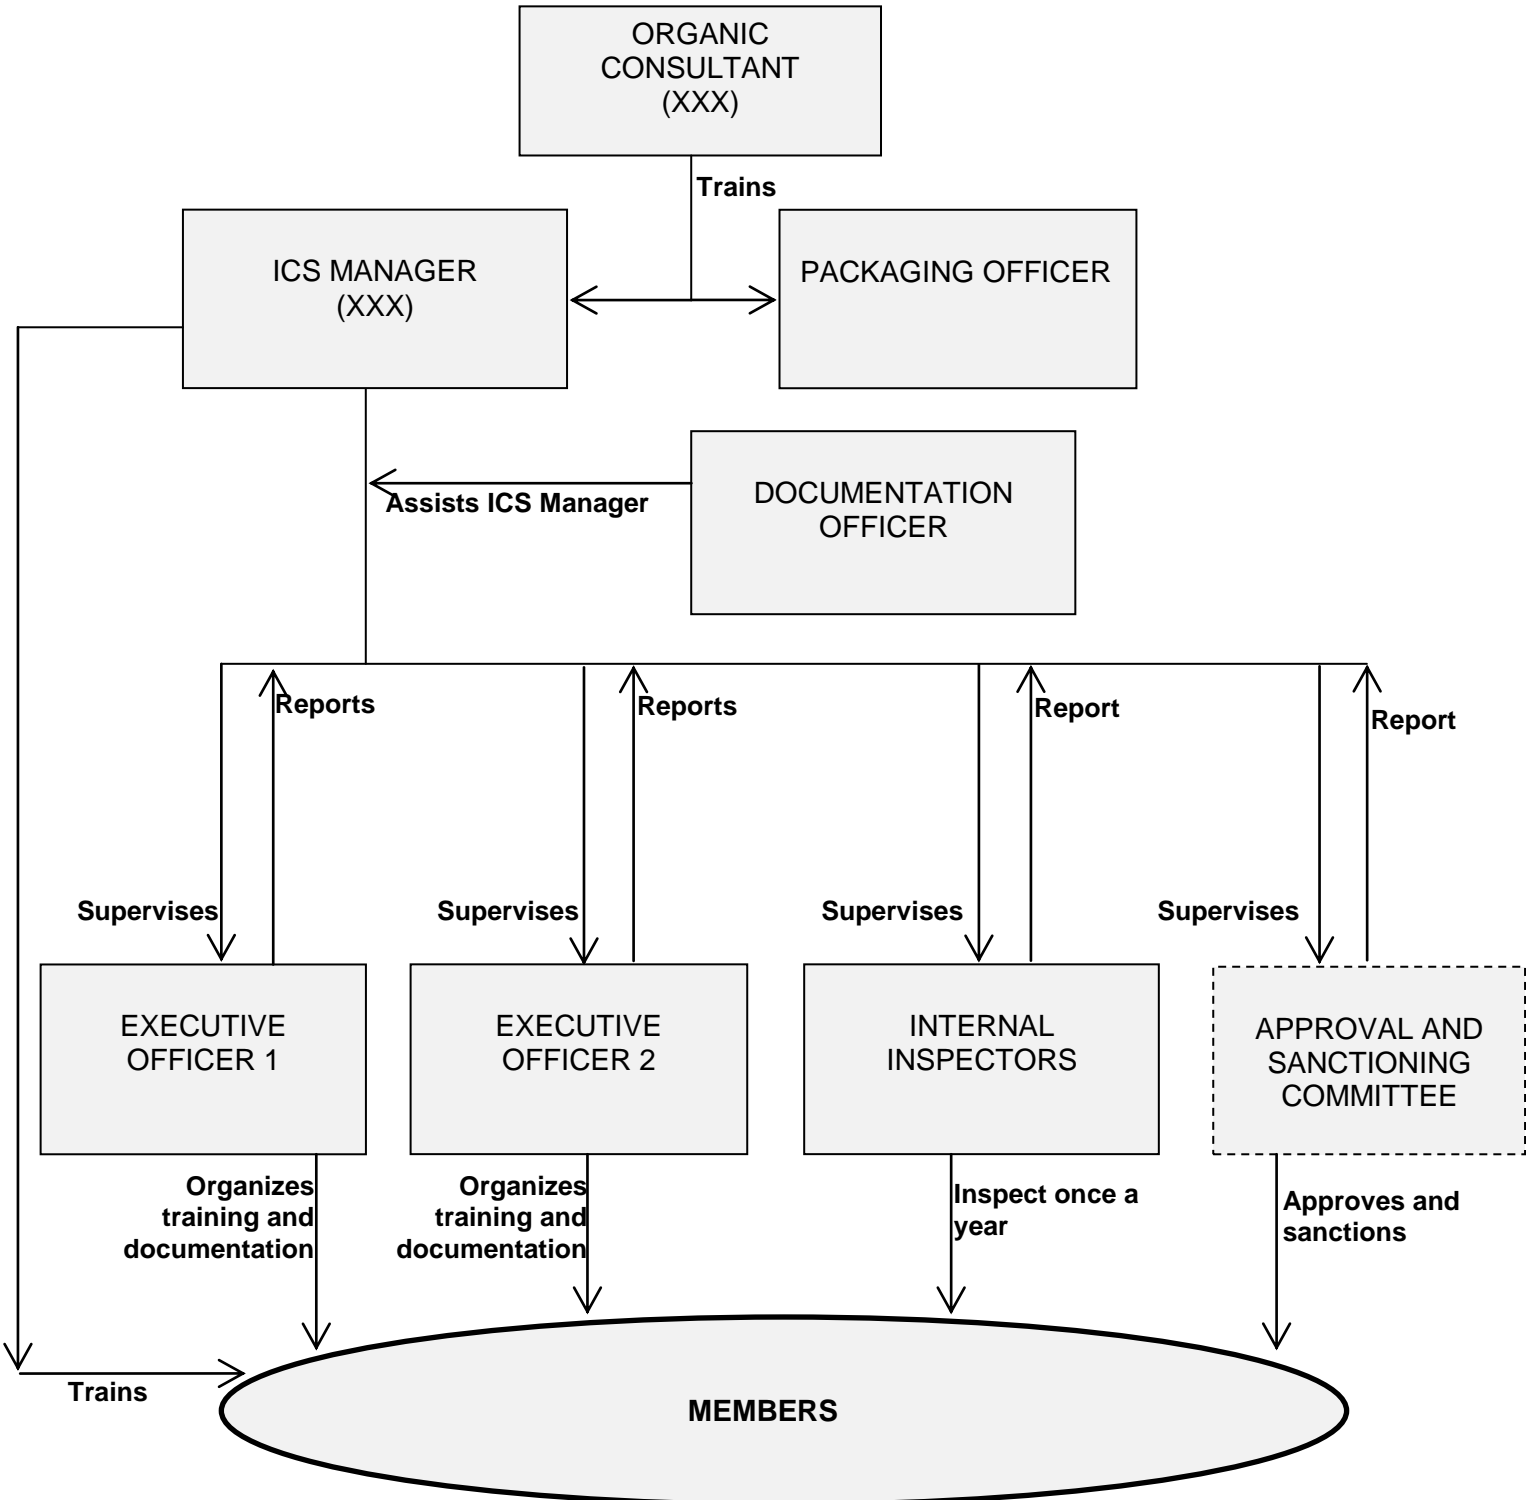 ORGANIC
CONSULTANT
(XXX)
Trains
ICS MANAGER
(XXX)
PACKAGING OFFICER
Assists ICS Manager
DOCUMENTATION
OFFICER
Reports
Reports
Report
Report
Supervises
Supervises
Supervises
Supervises
EXECUTIVE
OFFICER 1
EXECUTIVE
OFFICER 2
INTERNAL
INSPECTORS
APPROVAL AND
SANCTIONING
COMMITTEE
Organizes
training and
documentation
Organizes
training and
documentation
Inspect once a
year
Approves and
sanctions
Trains
MEMBERS